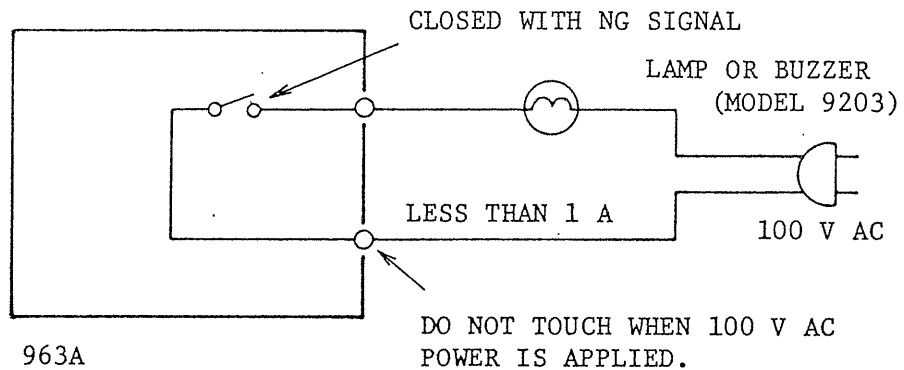 CLOSED WITH NG SIGNAL
LAMP OR BUZZER
(MODEL 9203)
LESS THAN 1 A
100 V AC
DO NOT TOUCH WHEN 100 V AC
POWER IS APPLIED.
963A